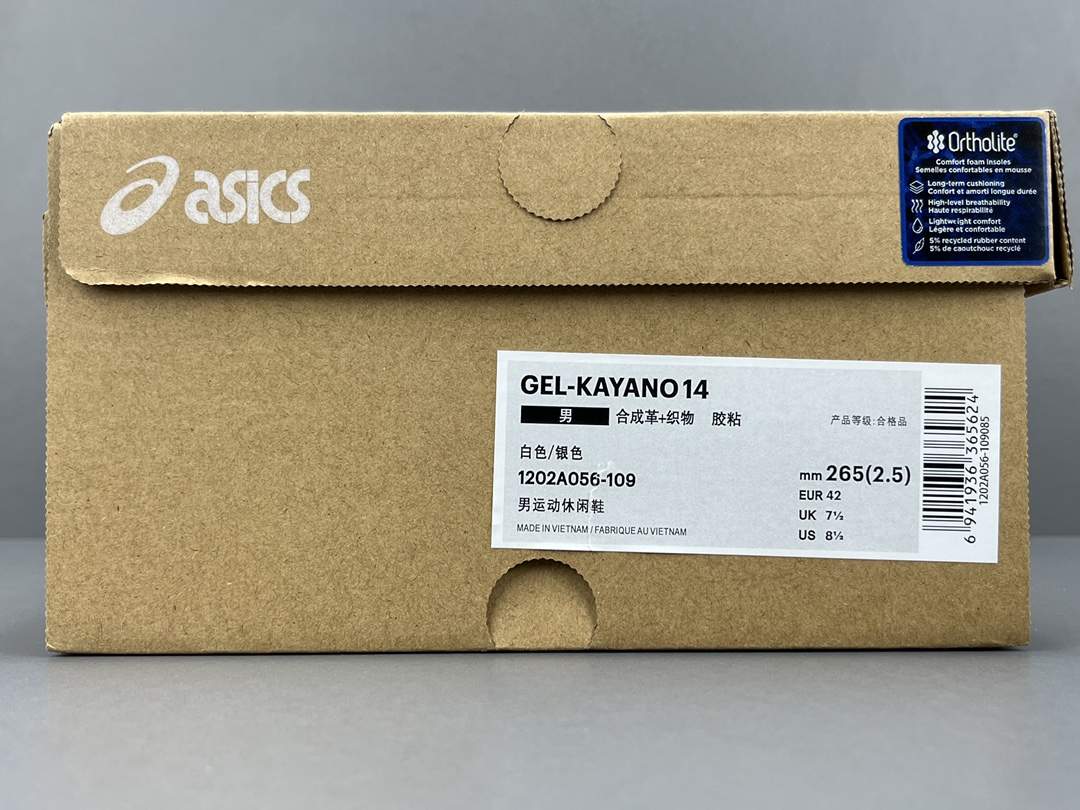 asics
Ortholite®
Comfort foam insoles
Semelles confortables en mousse
Long-term cushioning
Confort et amorti longue durée
High-level breathability
Haute respirabilité
Lightweight comfort
Légère et confortable
5% recycled rubber content
5% de caoutchouc recyclé
GEL-KAYANO 14
男 合成革+织物 胶粘 产品等级:合格品
白色/银色
1202A056-109
男运动休闲鞋
MADE IN VIETNAM / FABRIQUE AU VIETNAM
mm 265(2.5)
EUR 42
UK 7½
US 8½
6 941936 365624
1202A056-109085